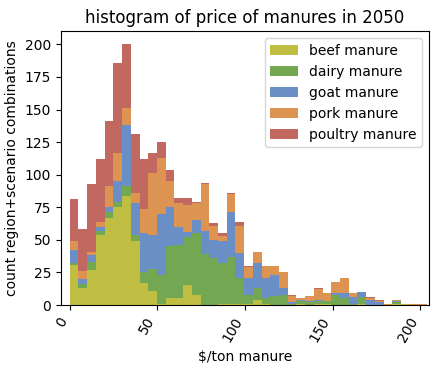 histogram of price of manures in 2050
count region+scenario combinations
200
175
150
125
100
75
50
25
0
beef manure
dairy manure
goat manure
pork manure
poultry manure
0
50
100
150
200
$/ton manure